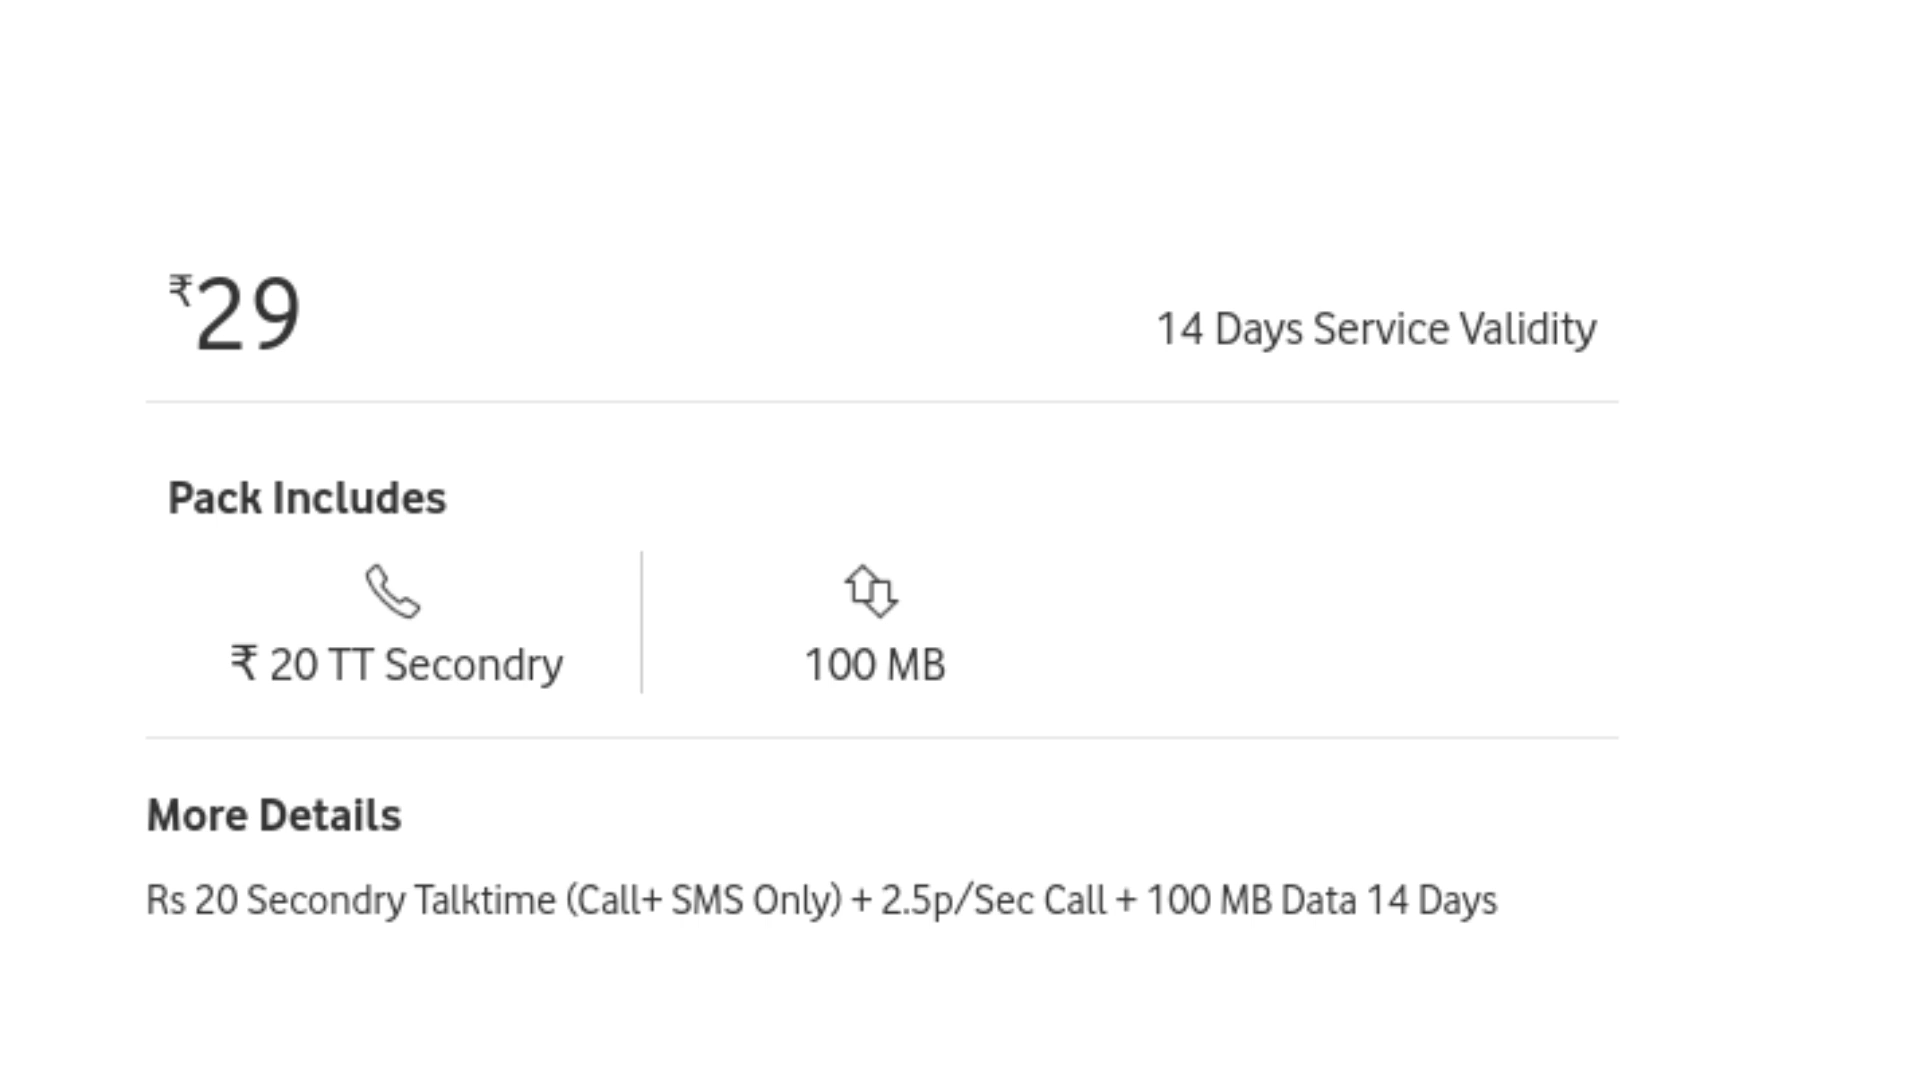 ₹29
14 Days Service Validity
Pack Includes
₹ 20 TT Secondry
100 MB
More Details
Rs 20 Secondry Talktime (Call+ SMS Only) + 2.5p/Sec Call + 100 MB Data 14 Days